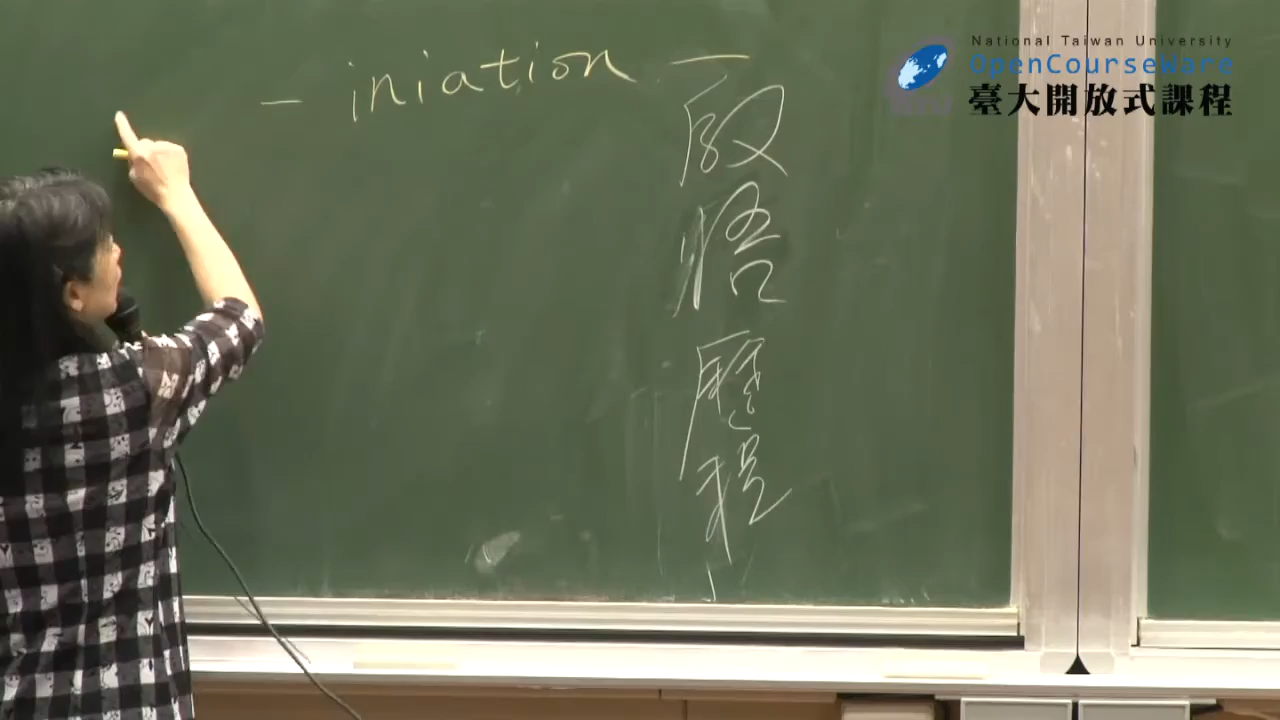 National Taiwan University
OpenCourseWare
臺大開放式課程
- iniation -
啟悟歷程